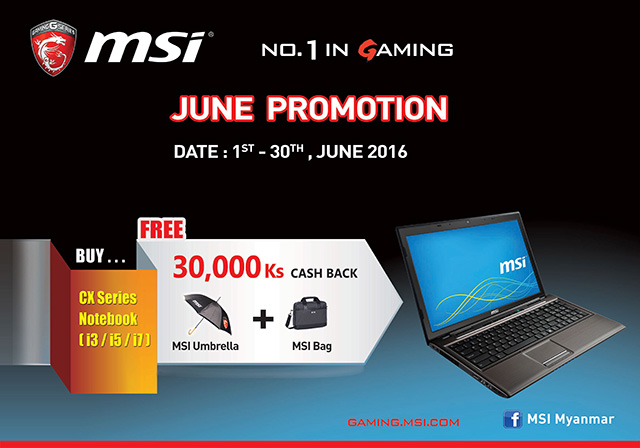 GAMING G SERIES
msi
NO.1 IN GAMING
JUNE PROMOTION
DATE : 1ST - 30TH , JUNE 2016
FREE
BUY . . .
CX Series
Notebook
( i3 / i5 / i7 )
30,000 Ks CASH BACK
+
MSI Umbrella
MSI Bag
msi
GAMING.MSI.COM
f MSI Myanmar